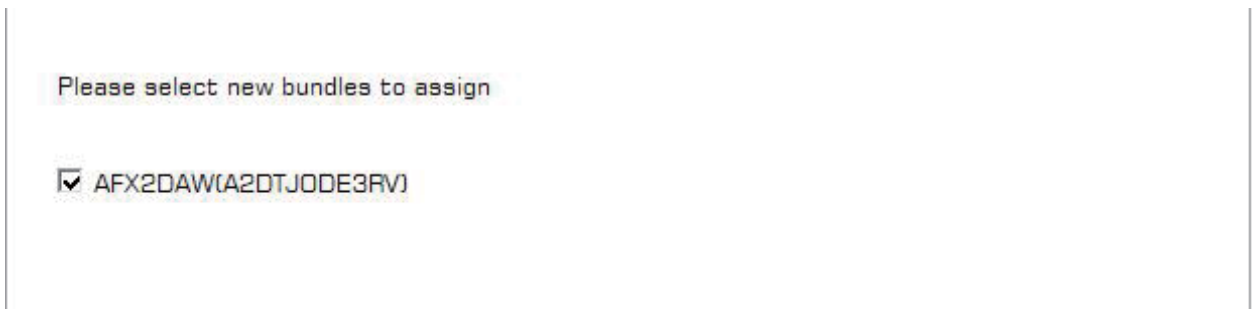 Please select new bundles to assign
AFX2DAW(A2DTJODE3RV)